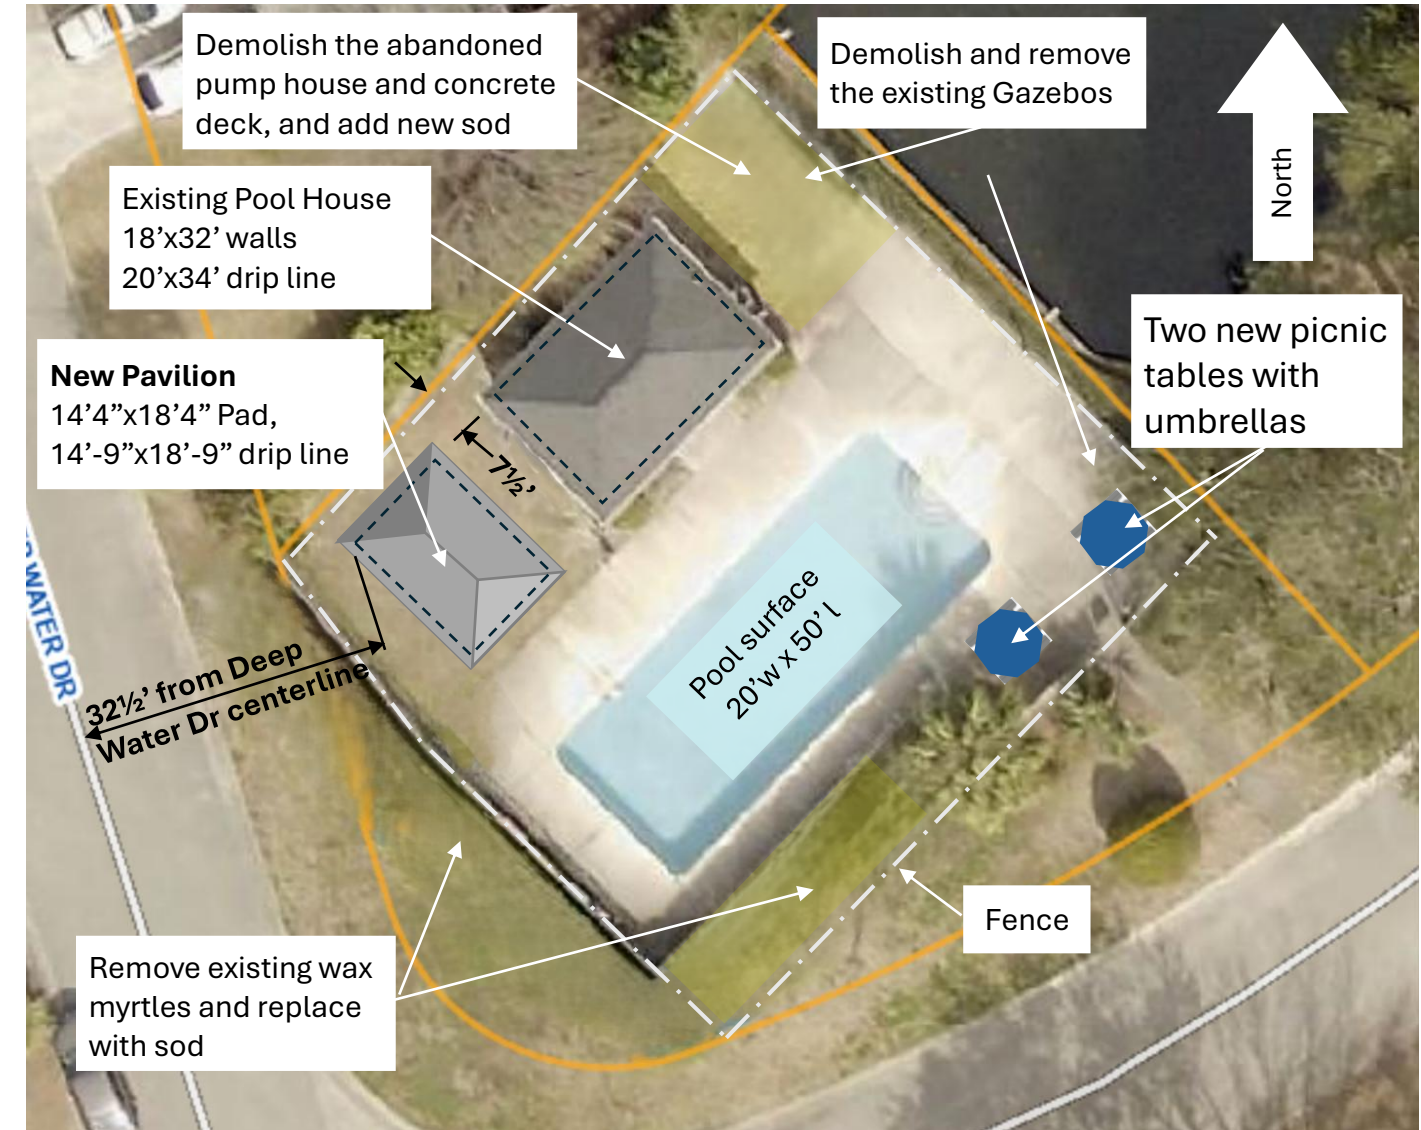 Demolish the abandoned
pump house and concrete
deck, and add new sod
Demolish and remove
the existing Gazebos
North
Existing Pool House
18’x32’ walls
20’x34’ drip line
Two new picnic
tables with
umbrellas
New Pavilion
14’4”x18’4” Pad,
14’-9”x18’-9” drip line
7½’
WATER DR
32½’ from Deep
Water Dr centerline
Pool surface
20’w x 50’ l
Fence
Remove existing wax
myrtles and replace
with sod